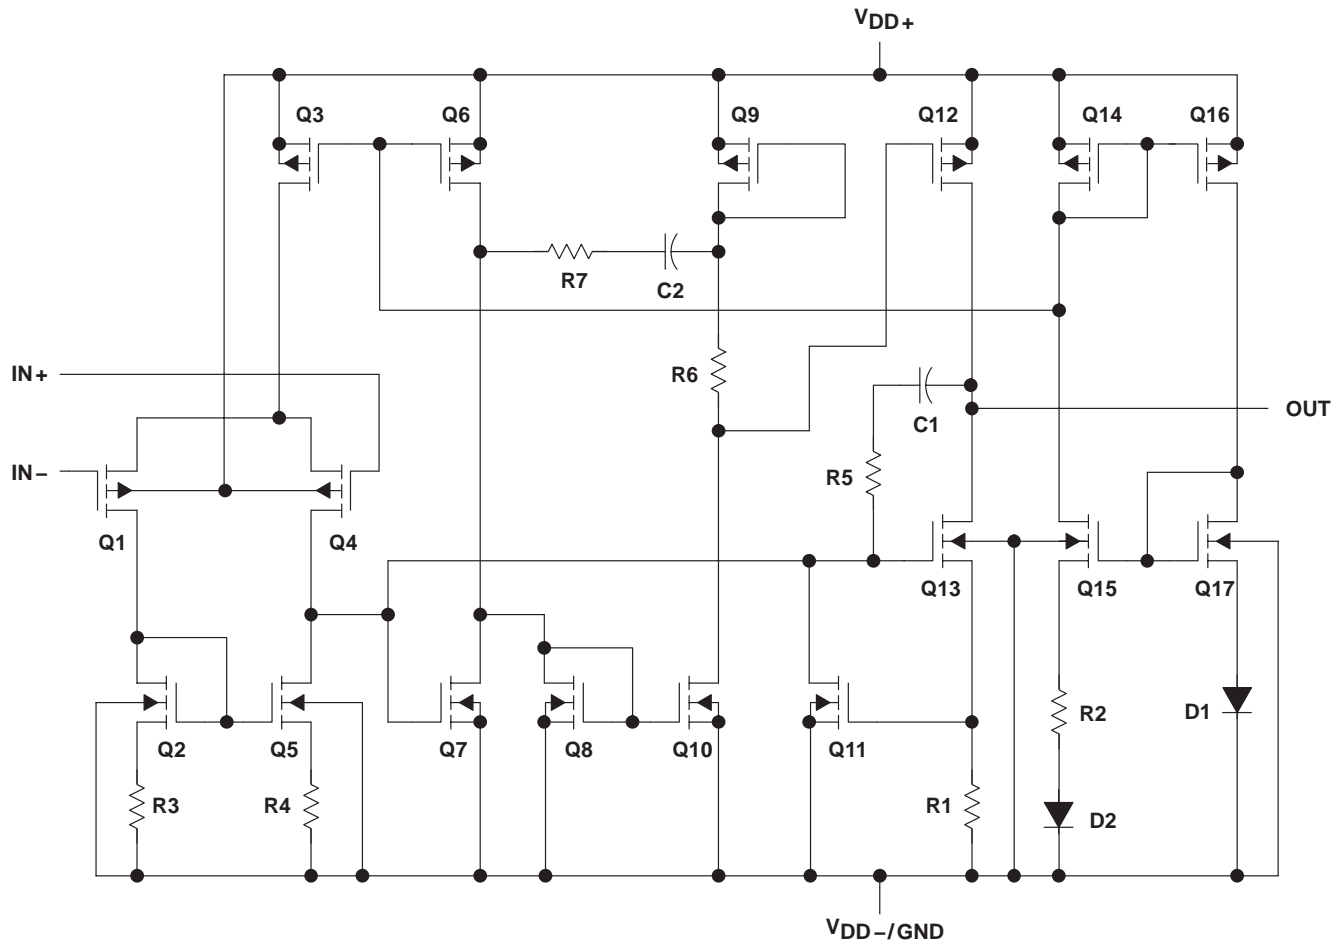 VDD+
Q3
Q6
Q9
Q12
Q14
Q16
R7
C2
IN+
R6
C1
OUT
IN−
R5
Q1
Q4
Q13
Q15
Q17
R2
D1
Q2
Q5
Q7
Q8
Q10
Q11
R3
R4
R1
D2
VDD−/GND